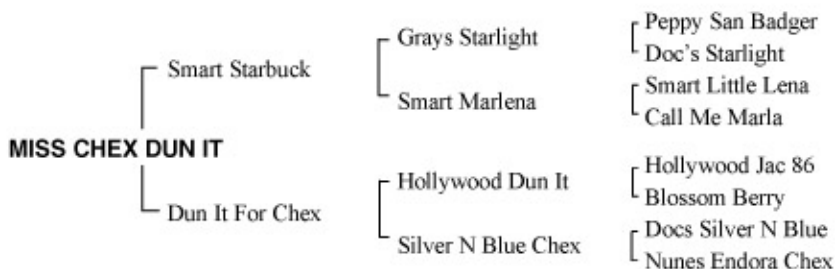 Peppy San Badger
Grays Starlight
Doc's Starlight
Smart Starbuck
Smart Little Lena
Smart Marlena
Call Me Marla
MISS CHEX DUN IT
Hollywood Jac 86
Hollywood Dun It
Blossom Berry
Dun It For Chex
Docs Silver N Blue
Silver N Blue Chex
Nunes Endora Chex